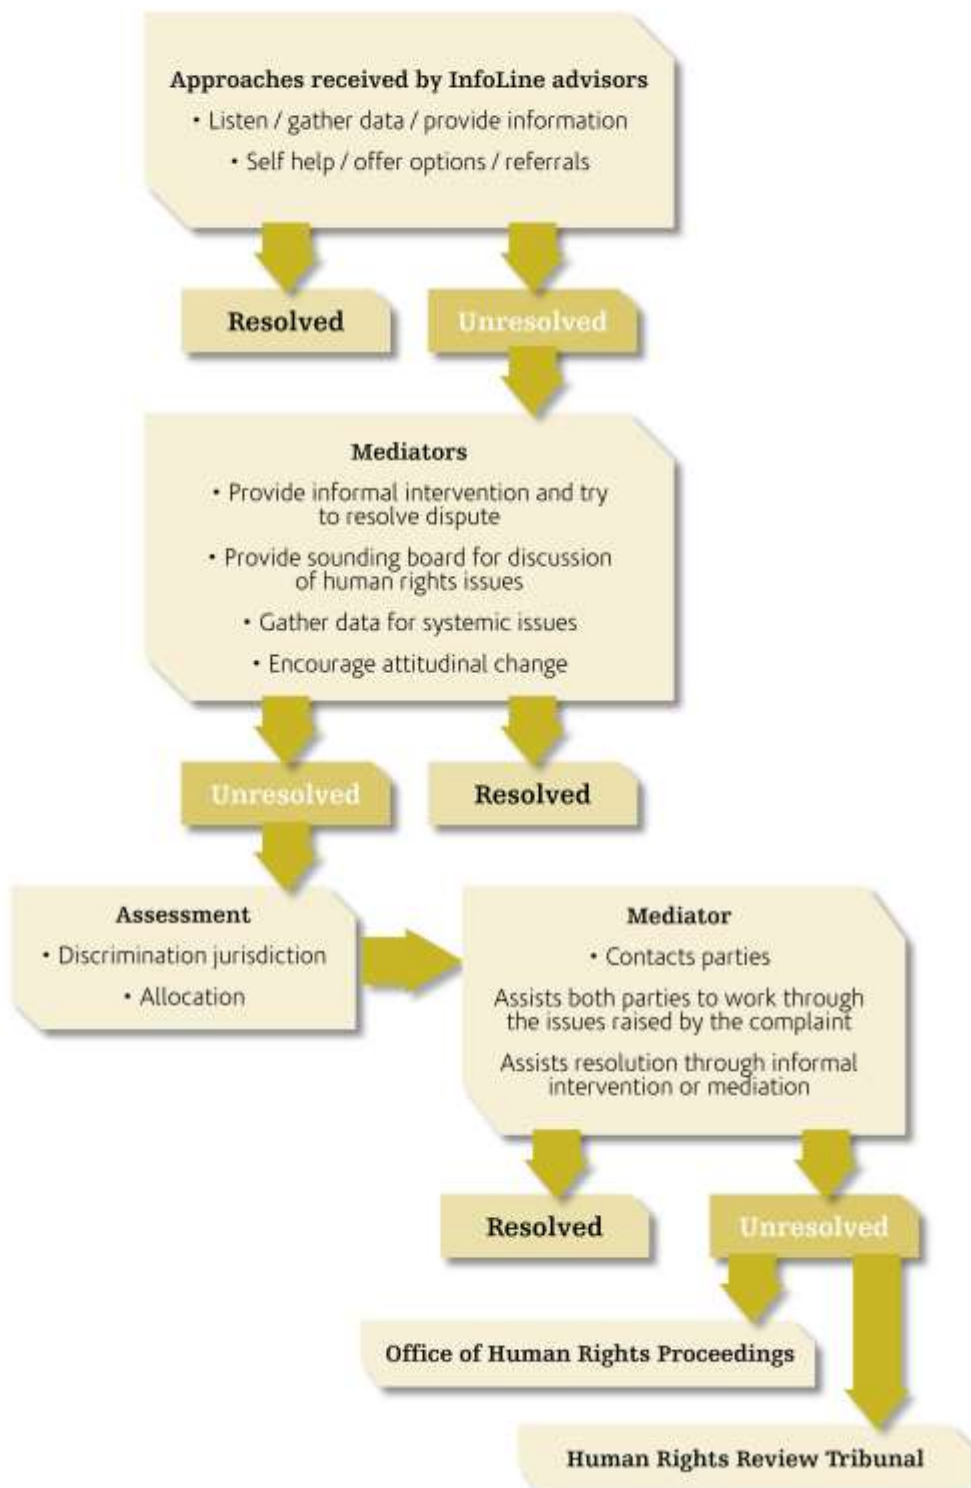 Approaches received by InfoLine advisors
• Listen / gather data / provide information
• Self help / offer options / referrals
Resolved
Unresolved
Mediators
• Provide informal intervention and try
to resolve dispute
• Provide sounding board for discussion
of human rights issues
• Gather data for systemic issues
• Encourage attitudinal change
Unresolved
Resolved
Assessment
• Discrimination jurisdiction
• Allocation
Mediator
• Contacts parties
Assists both parties to work through
the issues raised by the complaint
Assists resolution through informal
intervention or mediation
Resolved
Unresolved
Office of Human Rights Proceedings
Human Rights Review Tribunal